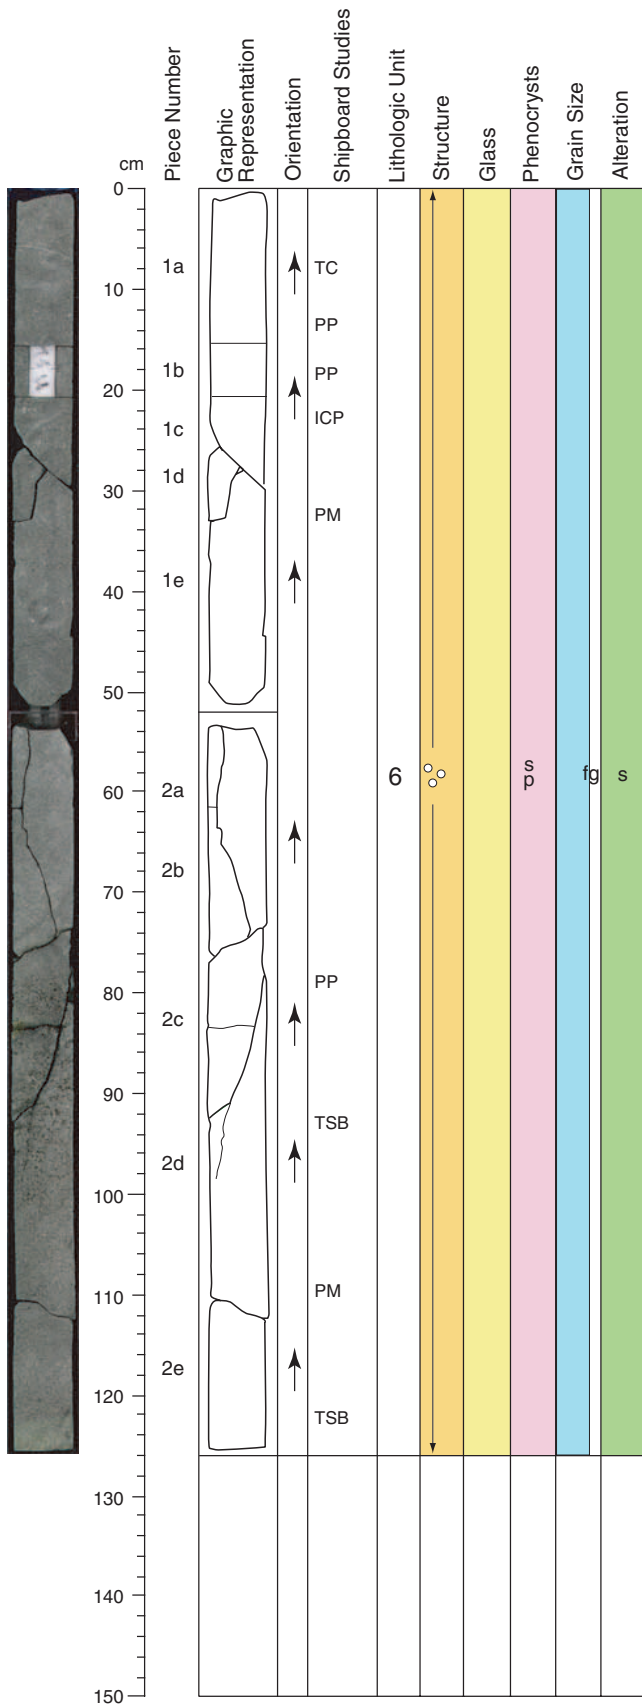 cm
Piece Number
Graphic
Representation
Orientation
Shipboard Studies
Lithologic Unit
Structure
Glass
Phenocrysts
Grain Size
Alteration
0
1a
TC
10
PP
1b
PP
20
ICP
1c
1d
30
PM
1e
40
50
6
s
p
fg
s
2a
60
2b
70
PP
80
2c
90
TSB
2d
100
PM
110
2e
120
TSB
130
140
150